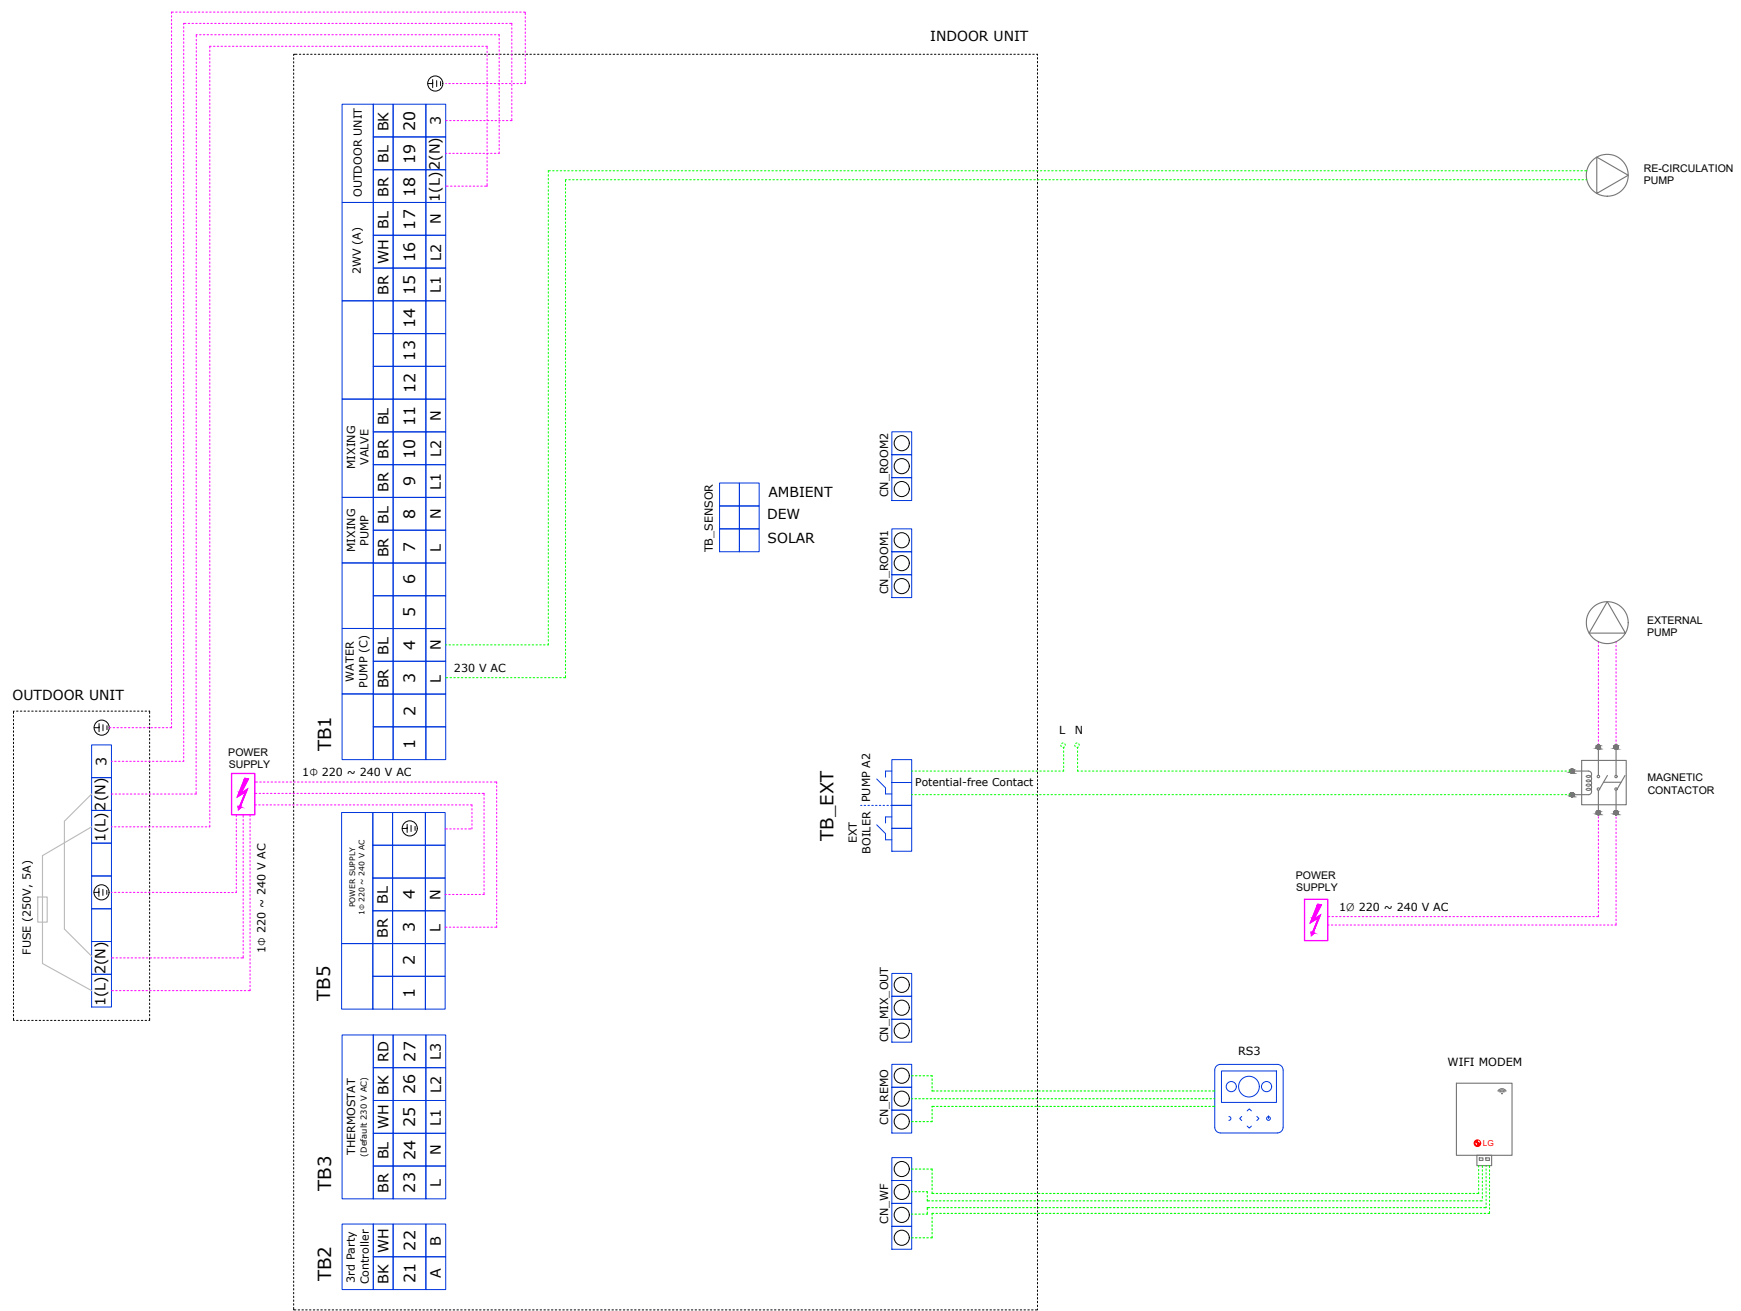 INDOOR UNIT
OUTDOOR UNIT
BK 20 3
BL 19 2(N)
BR 18 1(L)
2WV (A)
BL 17 N
WH 16 L2
BR 15 L1
14
13
12
MIXING
VALVE
BL 11 N
BR 10 L2
BR 9 L1
MIXING
PUMP
BL 8 N
BR 7 L
6
5
WATER
PUMP (C)
BL 4 N
BR 3 L
2
1
TB1
230 V AC
RE-CIRCULATION
PUMP
TB_SENSOR
AMBIENT
DEW
SOLAR
CN_ROOM2
CN_ROOM1
EXTERNAL
PUMP
OUTDOOR UNIT
3
2(N)
1(L)
2(N)
1(L)
FUSE (250V, 5A)
POWER
SUPPLY
1Φ 220 ~ 240 V AC
1Φ 220 ~ 240 V AC
POWER SUPPLY
1Φ 220 ~ 240 V AC
BL 4 N
BR 3 L
2
1
TB5
TB_EXT
PUMP A2
EXT
BOILER
Potential-free Contact
L N
MAGNETIC
CONTACTOR
POWER
SUPPLY
1Ø 220 ~ 240 V AC
CN_MIX_OUT
CN_REMO
CN_WF
RS3
WIFI MODEM
LG
THERMOSTAT
(Default 230 V AC)
RD 27 L3
BK 26 L2
WH 25 L1
BL 24 N
BR 23 L
TB3
3rd Party
Controller
WH 22 B
BK 21 A
TB2